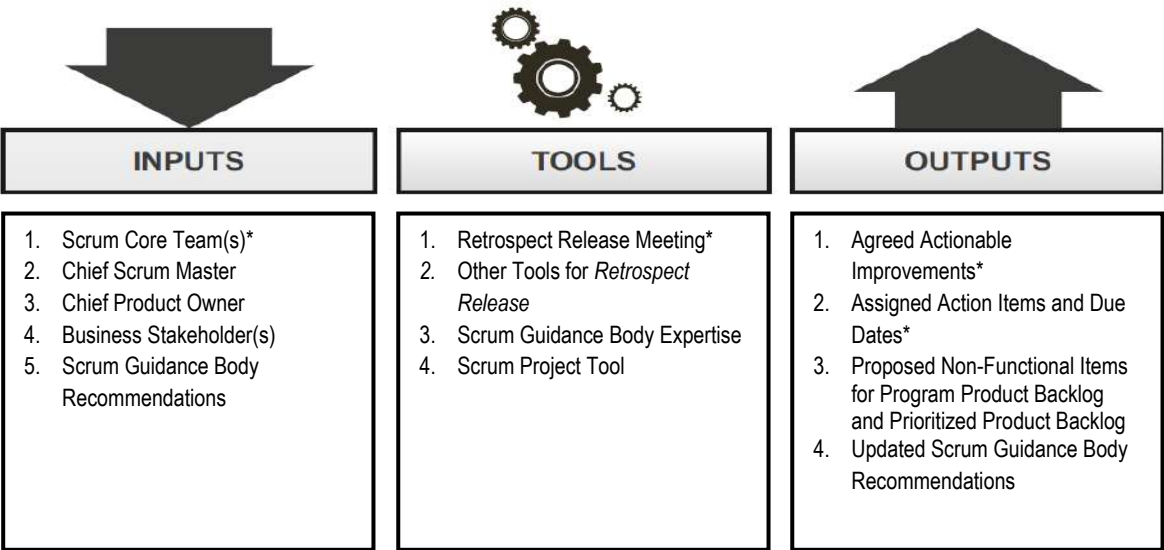 INPUTS
1. Scrum Core Team(s)*
2. Chief Scrum Master
3. Chief Product Owner
4. Business Stakeholder(s)
5. Scrum Guidance Body
Recommendations
TOOLS
1. Retrospect Release Meeting*
2. Other Tools for Retrospect
Release
3. Scrum Guidance Body Expertise
4. Scrum Project Tool
OUTPUTS
1. Agreed Actionable
Improvements*
2. Assigned Action Items and Due
Dates*
3. Proposed Non-Functional Items
for Program Product Backlog
and Prioritized Product Backlog
4. Updated Scrum Guidance Body
Recommendations